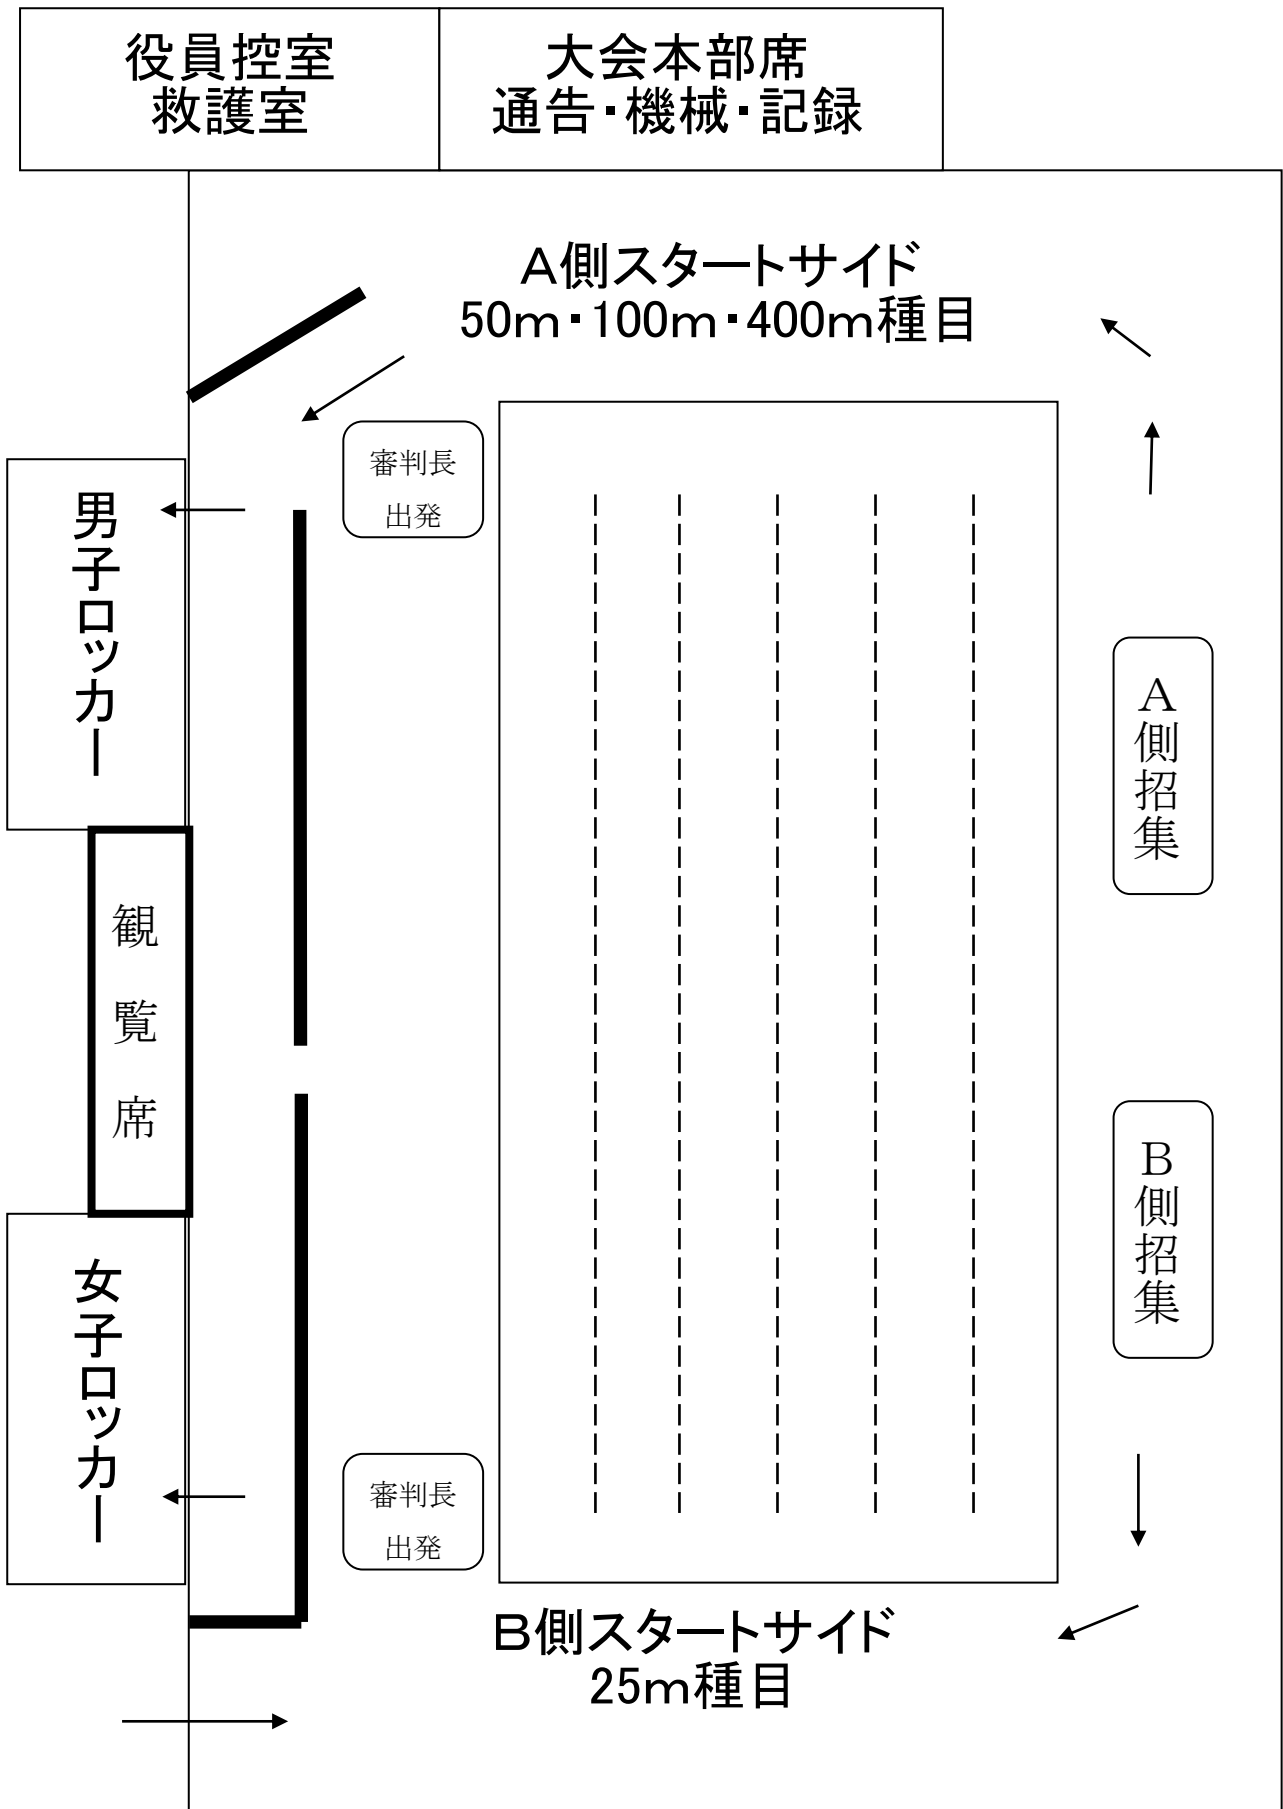 役員控室
救護室
大会本部席
通告・機械・記録
A側スタートサイド
50m・100m・400m種目
審判長
出発
男子ロッカー
A側招集
観覧席
B側招集
女子ロッカー
審判長
出発
B側スタートサイド
25m種目